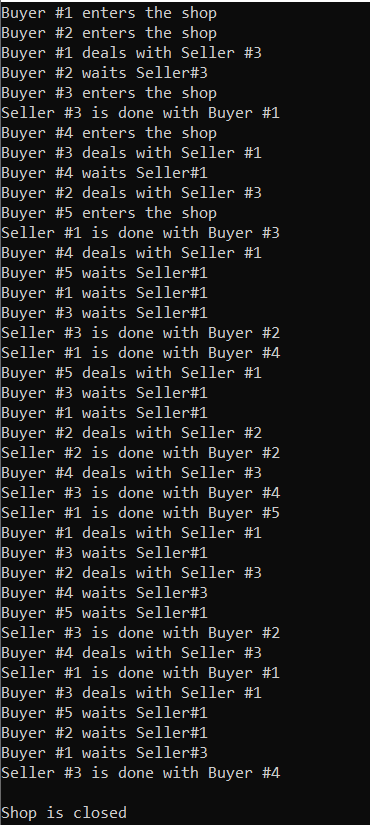 Buyer #1 enters the shop
Buyer #2 enters the shop
Buyer #1 deals with Seller #3
Buyer #2 waits Seller#3
Buyer #3 enters the shop
Seller #3 is done with Buyer #1
Buyer #4 enters the shop
Buyer #3 deals with Seller #1
Buyer #4 waits Seller#1
Buyer #2 deals with Seller #3
Buyer #5 enters the shop
Seller #1 is done with Buyer #3
Buyer #4 deals with Seller #1
Buyer #5 waits Seller#1
Buyer #1 waits Seller#1
Buyer #3 waits Seller#1
Seller #3 is done with Buyer #2
Seller #1 is done with Buyer #4
Buyer #5 deals with Seller #1
Buyer #3 waits Seller#1
Buyer #1 waits Seller#1
Buyer #2 deals with Seller #2
Seller #2 is done with Buyer #2
Buyer #4 deals with Seller #3
Seller #3 is done with Buyer #4
Seller #1 is done with Buyer #5
Buyer #1 deals with Seller #1
Buyer #3 waits Seller#1
Buyer #2 deals with Seller #3
Buyer #4 waits Seller#3
Buyer #5 waits Seller#1
Seller #3 is done with Buyer #2
Buyer #4 deals with Seller #3
Seller #1 is done with Buyer #1
Buyer #3 deals with Seller #1
Buyer #5 waits Seller#1
Buyer #2 waits Seller#1
Buyer #1 waits Seller#3
Seller #3 is done with Buyer #4
Shop is closed